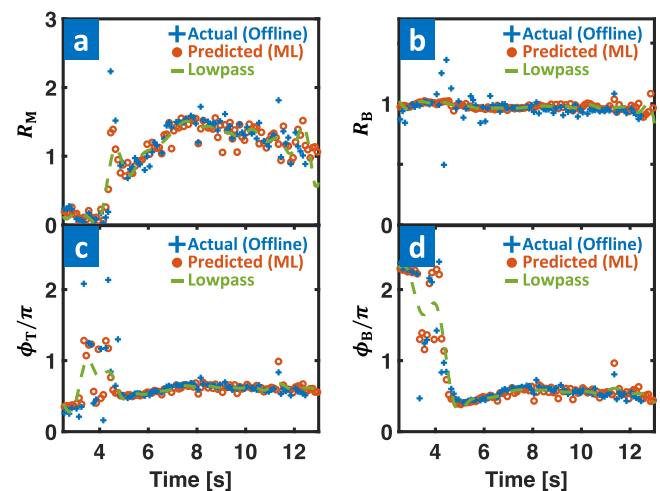 a
+ Actual (Offline)
Predicted (ML)
Lowpass
3
2
1
0
R_M
b
+ Actual (Offline)
Predicted (ML)
Lowpass
1
0
R_B
c
+ Actual (Offline)
Predicted (ML)
Lowpass
2
1
0
ϕ_T/π
4 6 8 10 12
Time [s]
d
+ Actual (Offline)
Predicted (ML)
Lowpass
2
1
0
ϕ_B/π
4 6 8 10 12
Time [s]